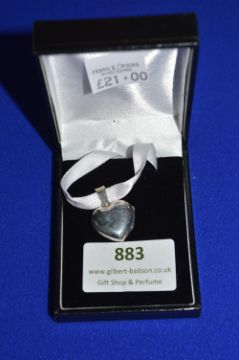 £21.00
883
www.gilbert-baitson.co.uk
Gift Shop & Perfume